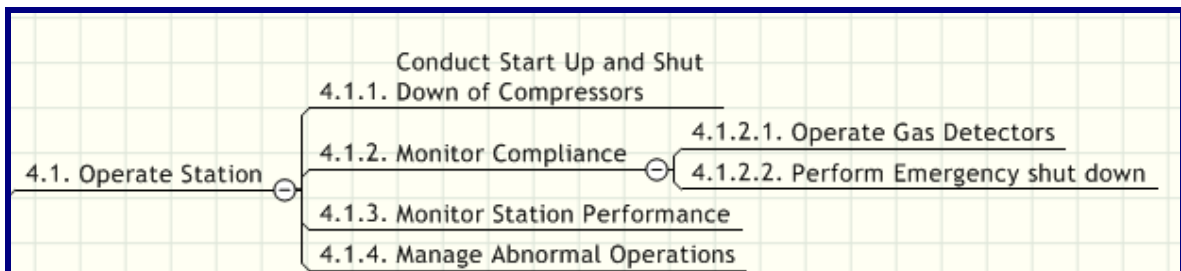 Conduct Start Up and Shut
4.1.1. Down of Compressors
4.1.2.1. Operate Gas Detectors
4.1.2. Monitor Compliance
4.1. Operate Station
4.1.2.2. Perform Emergency shut down
4.1.3. Monitor Station Performance
4.1.4. Manage Abnormal Operations